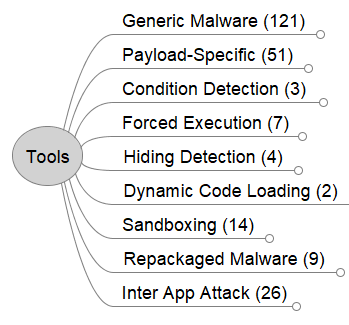 Generic Malware (121)
Payload-Specific (51)
Condition Detection (3)
Forced Execution (7)
Tools
Hiding Detection (4)
Dynamic Code Loading (2)
Sandboxing (14)
Repackaged Malware (9)
Inter App Attack (26)